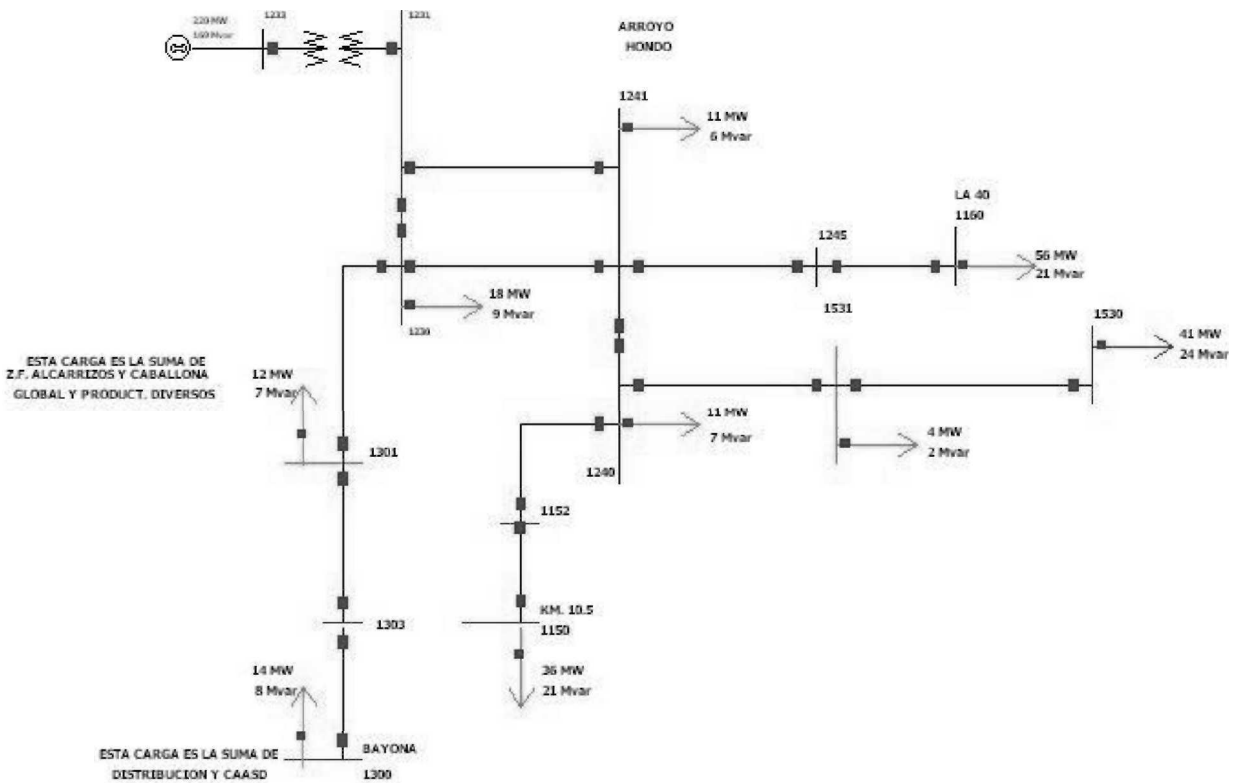 220 MW
160 Mvar
1233
1231
ARROYO
HONDO
1241
11 MW
6 Mvar
LA 40
1160
1245
56 MW
21 Mvar
18 MW
9 Mvar
1230
1531
1530
41 MW
24 Mvar
ESTA CARGA ES LA SUMA DE
Z.F. ALCARRIZOS Y CABALLONA
GLOBAL Y PRODUCT. DIVERSOS
12 MW
7 Mvar
11 MW
7 Mvar
4 MW
2 Mvar
1301
1240
1152
KM. 10.5
1150
1303
14 MW
8 Mvar
36 MW
21 Mvar
ESTA CARGA ES LA SUMA DE
DISTRIBUCION Y CAASD
BAYONA
1300